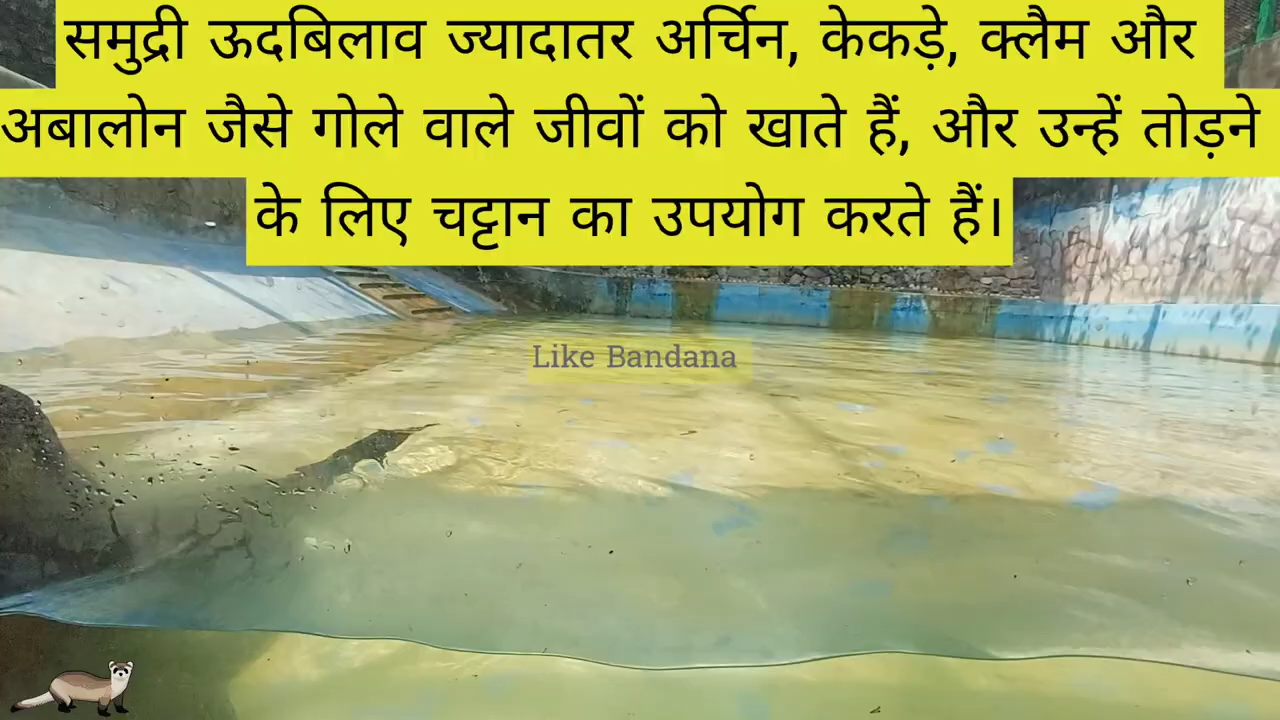 समुद्री ऊदबिलाव ज्यादातर अर्चिन, केकड़े, क्लैम और
अबालोन जैसे गोले वाले जीवों को खाते हैं, और उन्हें तोड़ने
के लिए चट्टान का उपयोग करते हैं।
Like Bandana